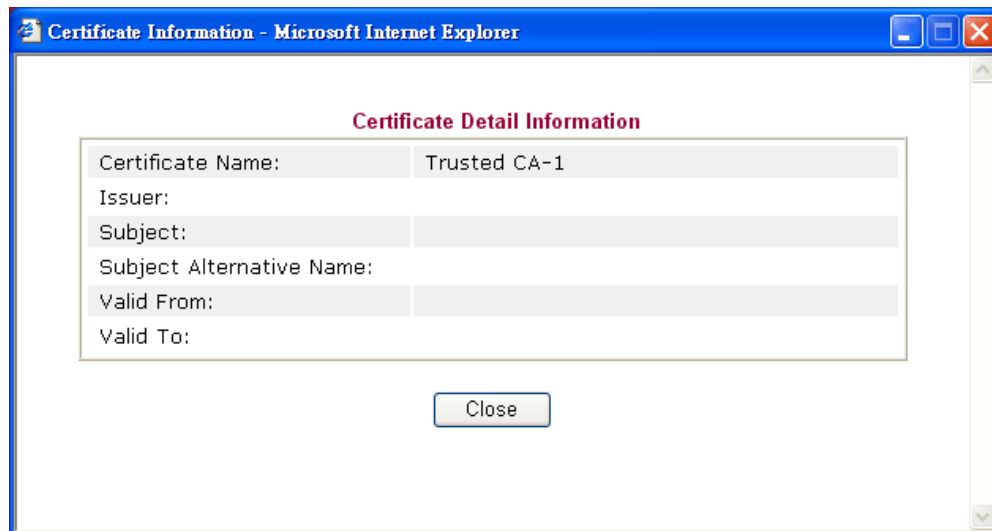 Certificate Information - Microsoft Internet Explorer
Certificate Detail Information
Certificate Name: Trusted CA-1
Issuer:
Subject:
Subject Alternative Name:
Valid From:
Valid To:
Close